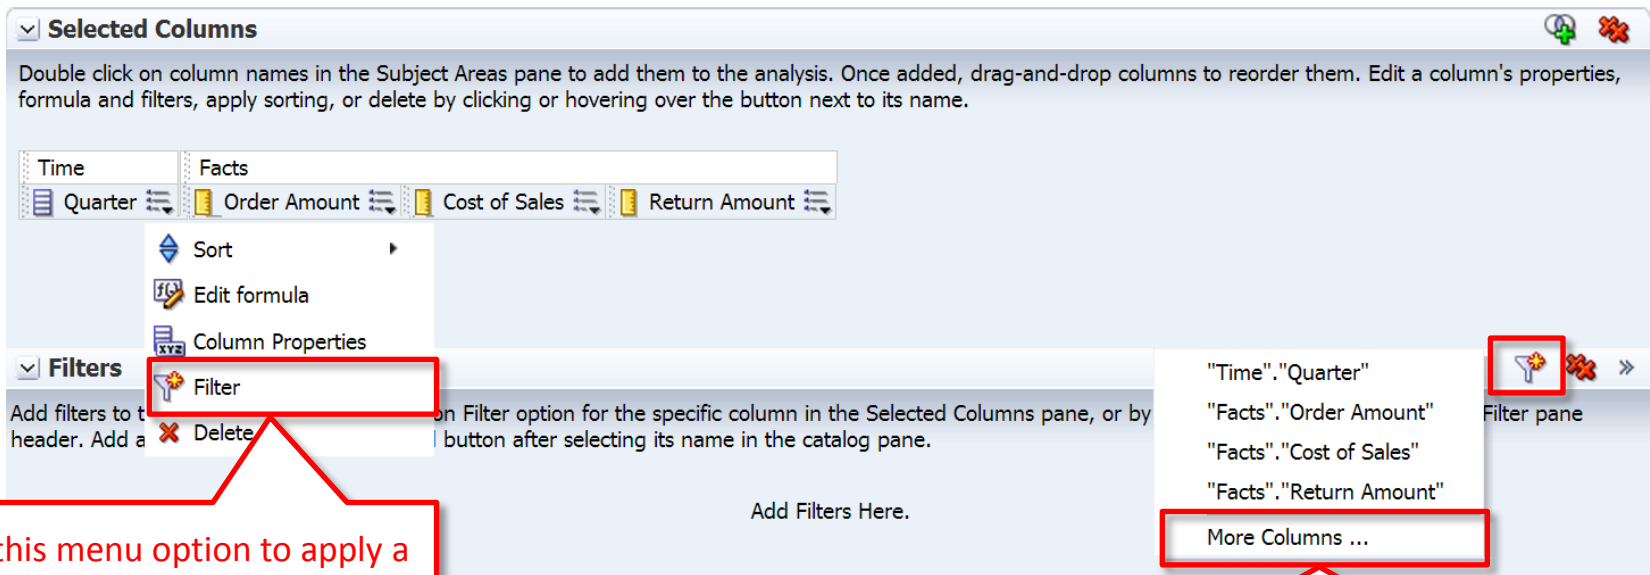 Selected Columns
Double click on column names in the Subject Areas pane to add them to the analysis. Once added, drag-and-drop columns to reorder them. Edit a column's properties,
formula and filters, apply sorting, or delete by clicking or hovering over the button next to its name.
Time Facts
Quarter Order Amount Cost of Sales Return Amount
Sort
Edit formula
Column Properties
Filter
Delete
Filters
Add filters to t on Filter option for the specific column in the Selected Columns pane, or by Filter pane
header. Add a button after selecting its name in the catalog pane.
"Time"."Quarter"
"Facts"."Order Amount"
"Facts"."Cost of Sales"
"Facts"."Return Amount"
More Columns ...
Add Filters Here.
this menu option to apply a